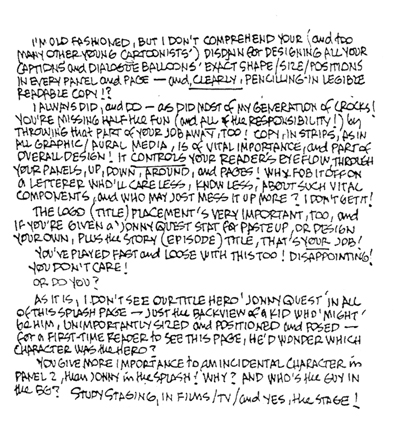 I'M OLD FASHIONED, BUT I DON'T COMPREHEND YOUR (and too
MANY OTHER YOUNG CARTOONISTS') DISDAIN for DESIGNING ALL YOUR
CAPTIONS and DIALOGUE BALLOONS' EXACT SHAPE/SIZE/POSITIONS
IN EVERY PANEL and PAGE — and, CLEARLY, PENCILLING-IN LEGIBLE
READABLE COPY!?
I ALWAYS DID, and DO — AS DID MOST of MY GENERATION of CROCKS!
YOU'RE MISSING HALF the FUN (and ALL of the RESPONSIBILITY!) by
THROWING that PART of YOUR JOB AWAY, TOO! COPY, IN STRIPS, AS IN
ALL GRAPHIC/AURAL MEDIA, IS of VITAL IMPORTANCE, and PART of
OVERALL DESIGN! IT CONTROLS YOUR READER'S EYEFLOW THROUGH
YOUR PANELS, UP, DOWN, AROUND, and PAGES! WHY FOB IT OFF ON
A LETTERER WHO'LL CARE LESS, KNOW LESS, ABOUT SUCH VITAL
COMPONENTS, and WHO MAY JUST MESS IT UP MORE? I DON'T GET IT!
THE LOGO (TITLE) PLACEMENT'S VERY IMPORTANT, TOO, and
IF YOU'RE GIVEN a 'JONNY QUEST' STAT for PASTEUP, or DESIGN
YOUR OWN, PLUS the STORY (EPISODE) TITLE, THAT'S YOUR JOB!
YOU'VE PLAYED FAST and LOOSE WITH THIS TOO! DISAPPOINTING!
YOU DON'T CARE!
OR DO YOU?
AS IT IS, I DON'T SEE OUR TITLE HERO 'JONNY QUEST' IN ALL
of THIS SPLASH PAGE — JUST the BACKVIEW of A KID WHO 'MIGHT'
be HIM, UNIMPORTANTLY SIZED and POSITIONED and POSED —
for A FIRST-TIME READER to SEE THIS PAGE, HE'D WONDER WHICH
CHARACTER WAS the HERO?
YOU GIVE MORE IMPORTANCE to AN INCIDENTAL CHARACTER in
PANEL 2, than JONNY in the SPLASH! WHY? AND WHO'S the GUY IN
the BG? STUDY STAGING, IN FILMS/TV/and YES, the STAGE!